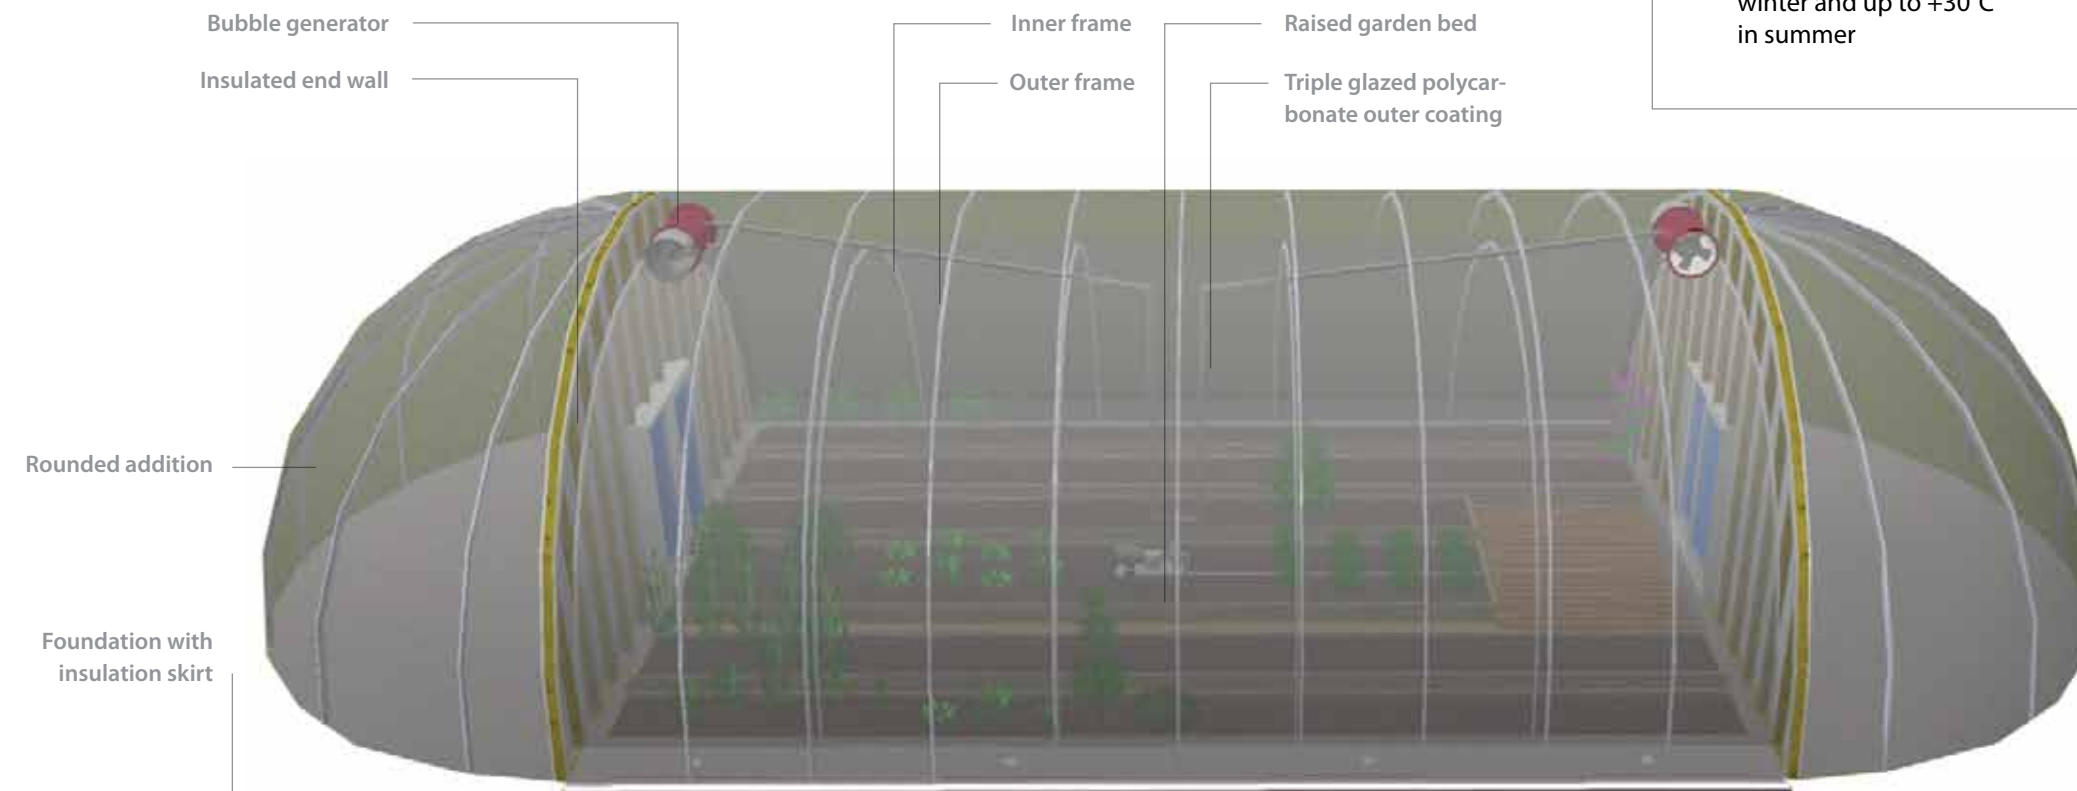 Bubble generator
Insulated end wall
Inner frame
Outer frame
Raised garden bed
Triple glazed polycar-
bonate outer coating
winter and up to +30°C
in summer
Rounded addition
Foundation with
insulation skirt